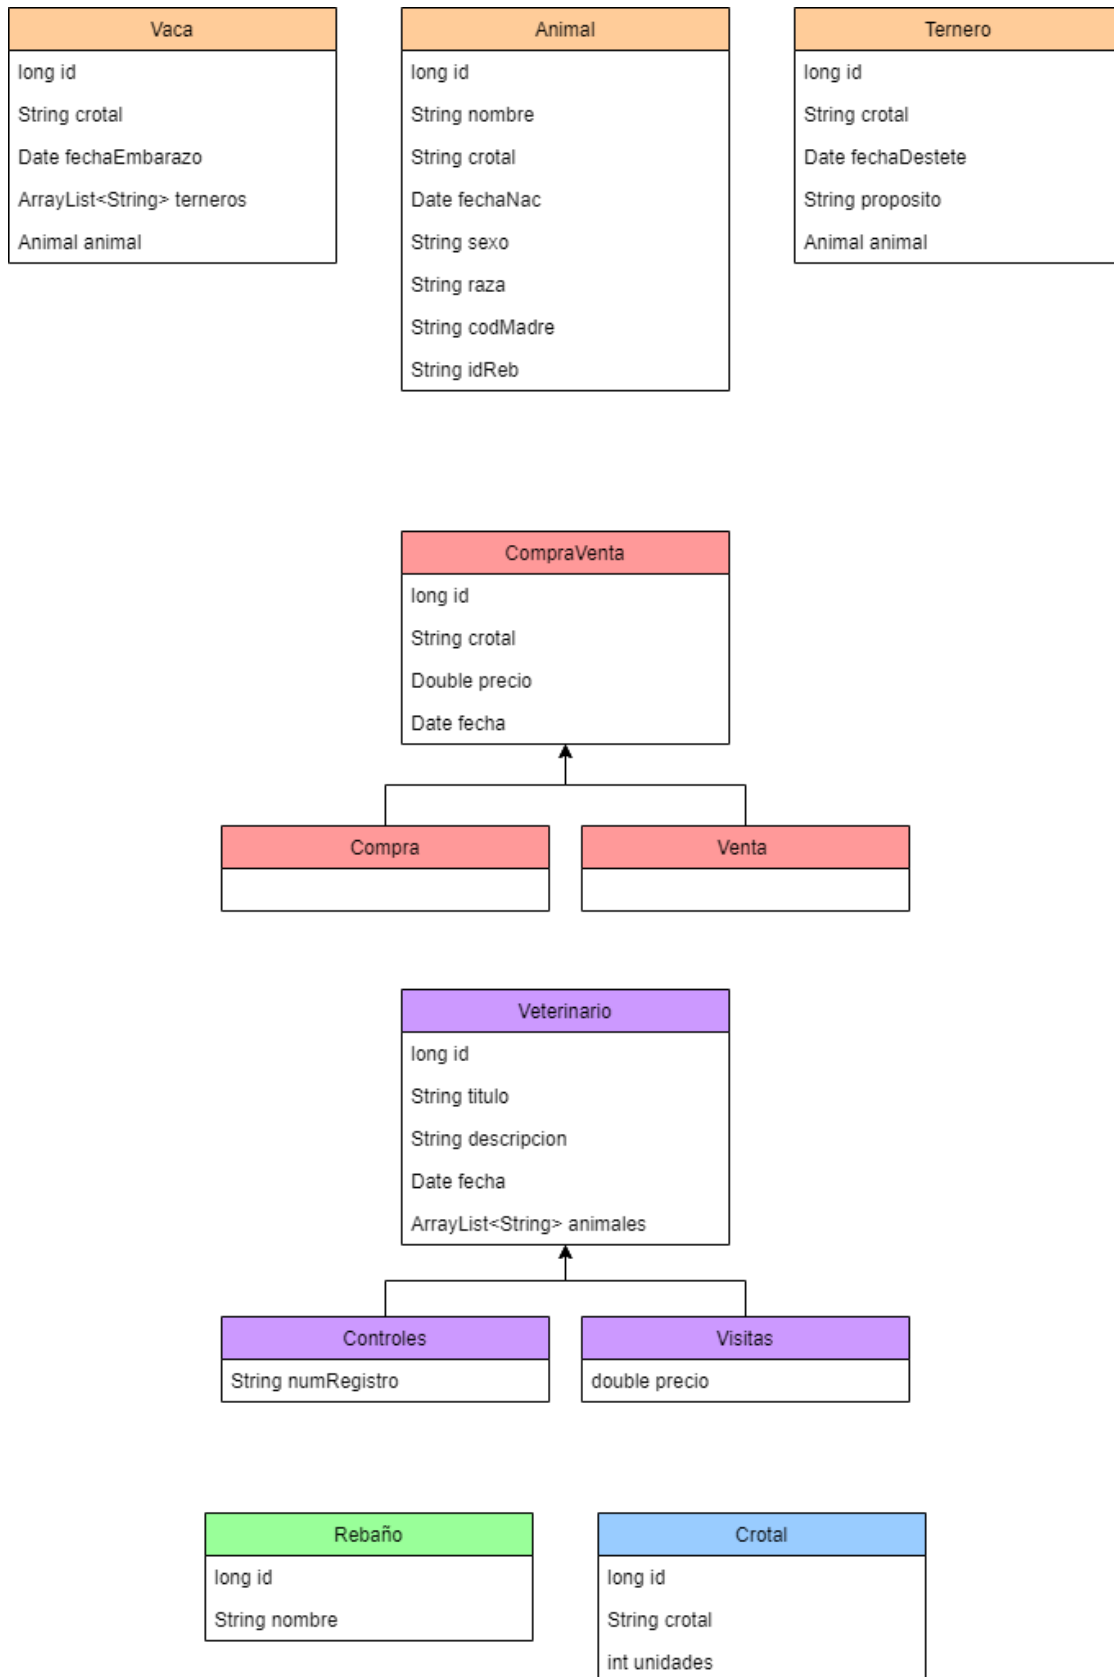 Vaca
long id
String crotal
Date fechaEmbarazo
ArrayList<String> terneros
Animal animal
Animal
long id
String nombre
String crotal
Date fechaNac
String sexo
String raza
String codMadre
String idReb
Ternero
long id
String crotal
Date fechaDestete
String proposito
Animal animal
CompraVenta
long id
String crotal
Double precio
Date fecha
Compra
Venta
Veterinario
long id
String titulo
String descripcion
Date fecha
ArrayList<String> animales
Controles
String numRegistro
Visitas
double precio
Rebaño
long id
String nombre
Crotal
long id
String crotal
int unidades